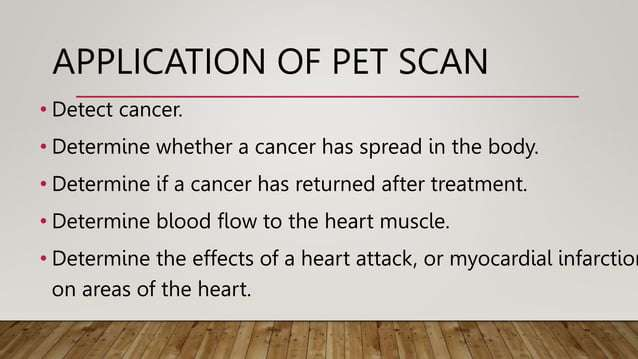 APPLICATION OF PET SCAN
• Detect cancer.
• Determine whether a cancer has spread in the body.
• Determine if a cancer has returned after treatment.
• Determine blood flow to the heart muscle.
• Determine the effects of a heart attack, or myocardial infarction
on areas of the heart.